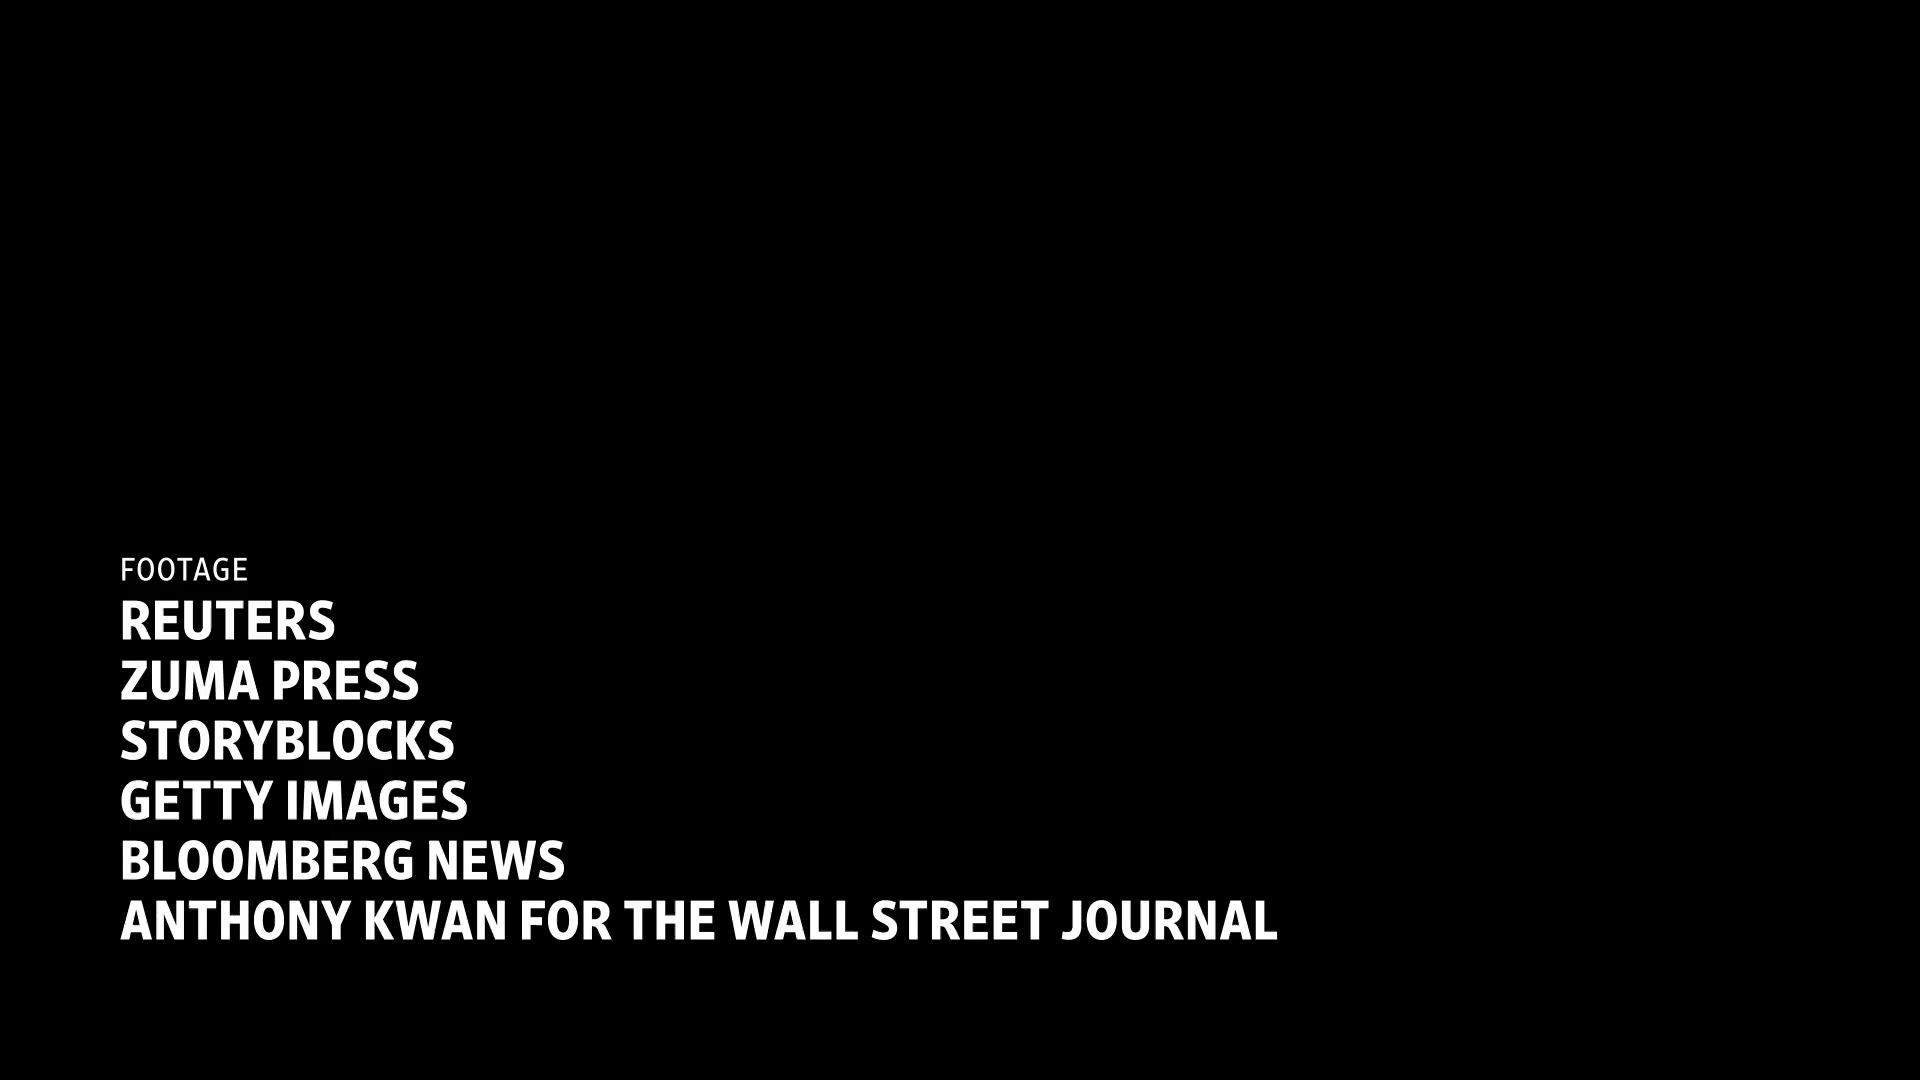 FOOTAGE
REUTERS
ZUMA PRESS
STORYBLOCKS
GETTY IMAGES
BLOOMBERG NEWS
ANTHONY KWAN FOR THE WALL STREET JOURNAL